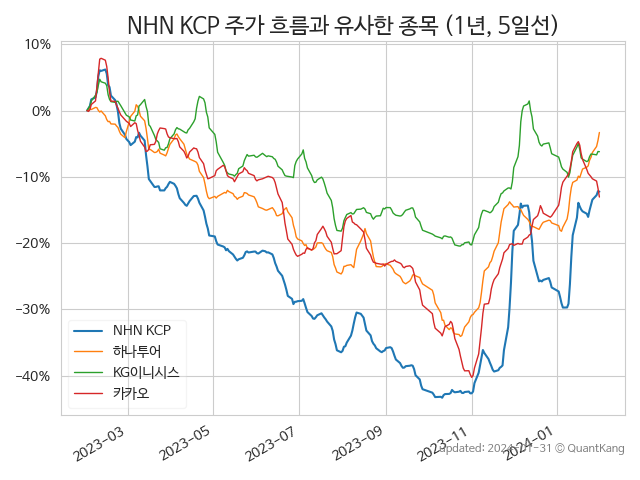 NHN KCP 주가 흐름과 유사한 종목 (1년, 5일선)
10%
0%
−10%
−20%
−30%
−40%
NHN KCP
하나투어
KG이니시스
카카오
2023-03
2023-05
2023-07
2023-09
2023-11
2024-01
Updated: 2024-01-31 © QuantKang